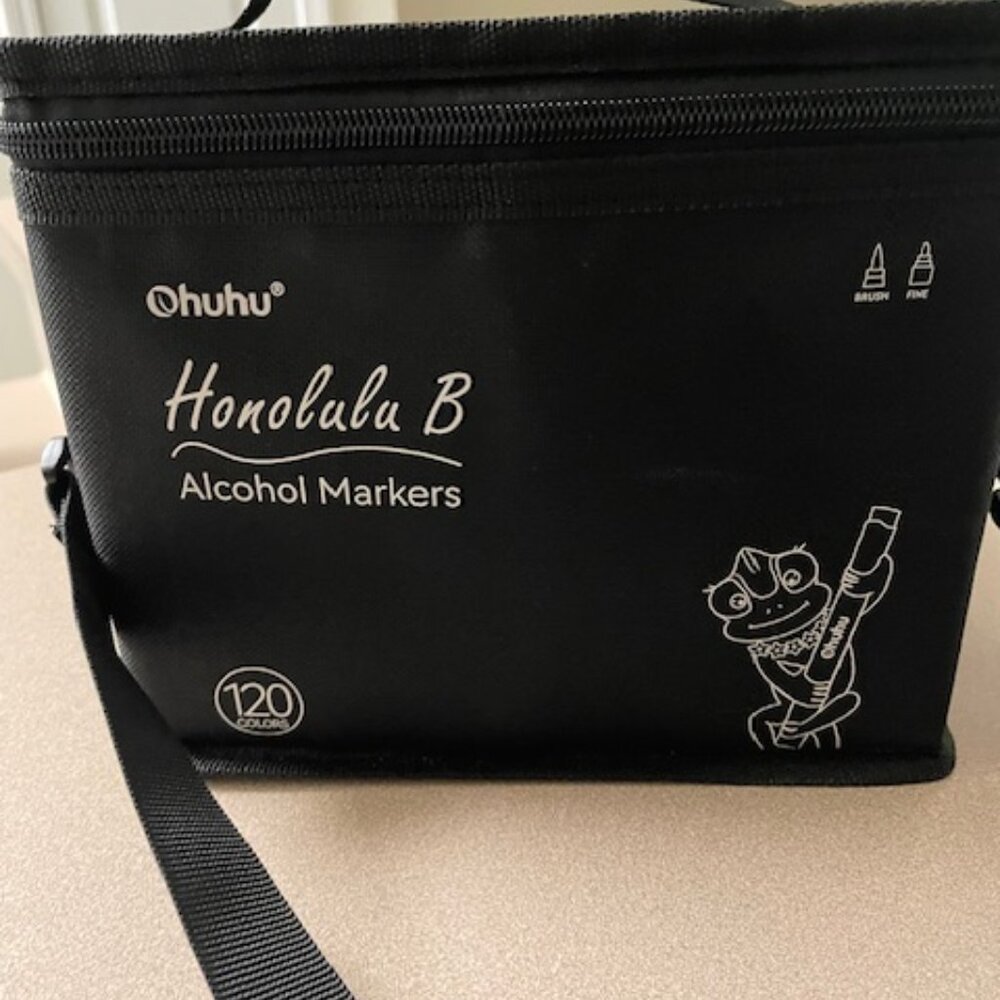 Ohuhu®
BRUSH FINE
Honolulu B
Alcohol Markers
Ohuhu
120
COLORS